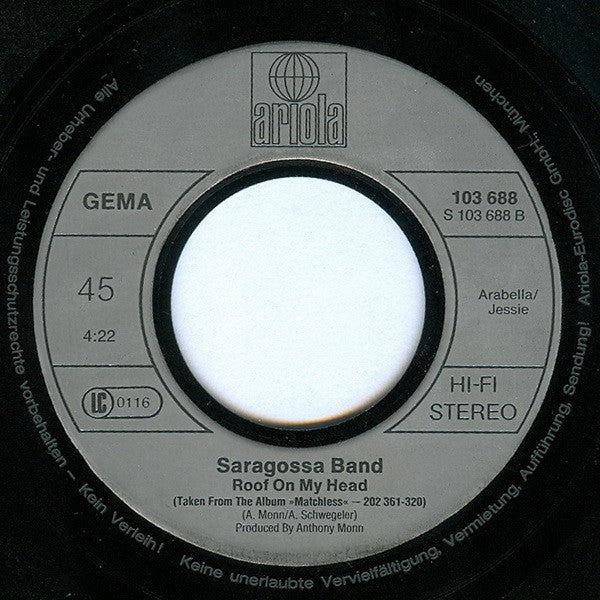 ariola
GEMA
103 688
S 103 688 B
45
4:22
Arabella/
Jessie
LC 0116
HI-FI
STEREO
Saragossa Band
Roof On My Head
(Taken From The Album »Matchless« – 202 361-320)
(A. Monn/A. Schwegeler)
Produced By Anthony Monn
Alle Urheber- und Leistungsschutzrechte vorbehalten – Kein Verleih! Keine unerlaubte Vervielfältigung, Vermietung, Aufführung, Sendung! Ariola-Eurodisc GmbH, München